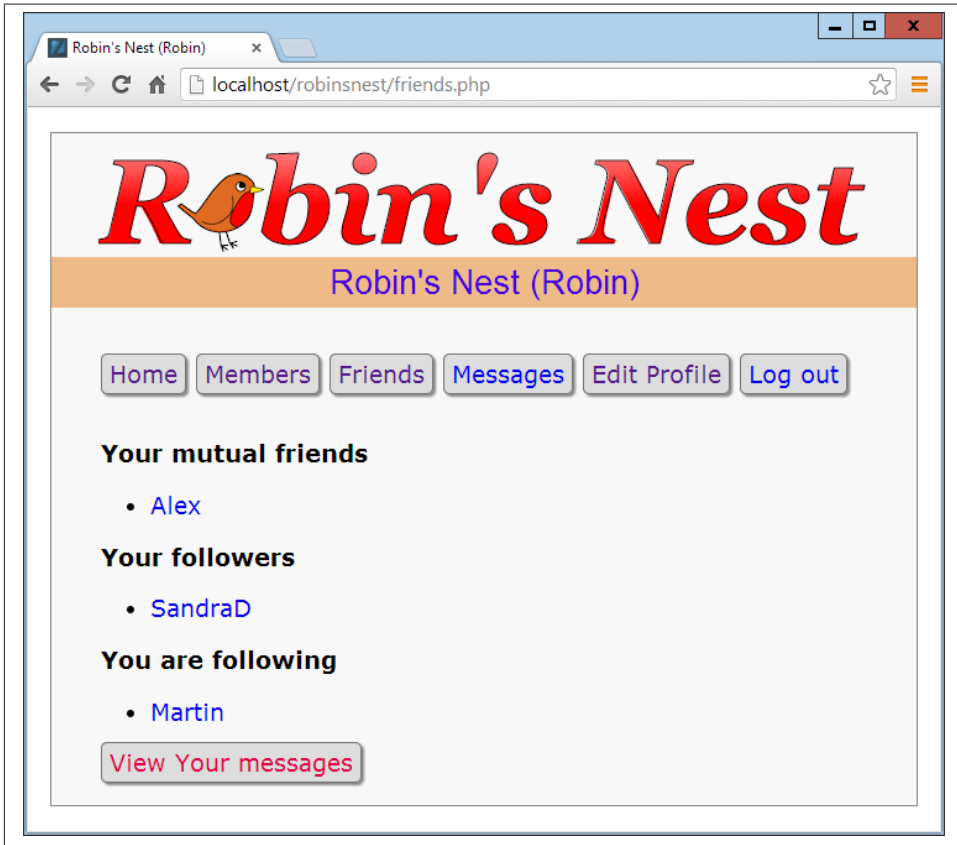 Robin's Nest (Robin)
localhost/robinsnest/friends.php
Robin's Nest
Robin's Nest (Robin)
Home Members Friends Messages Edit Profile Log out
Your mutual friends
• Alex
Your followers
• SandraD
You are following
• Martin
View Your messages